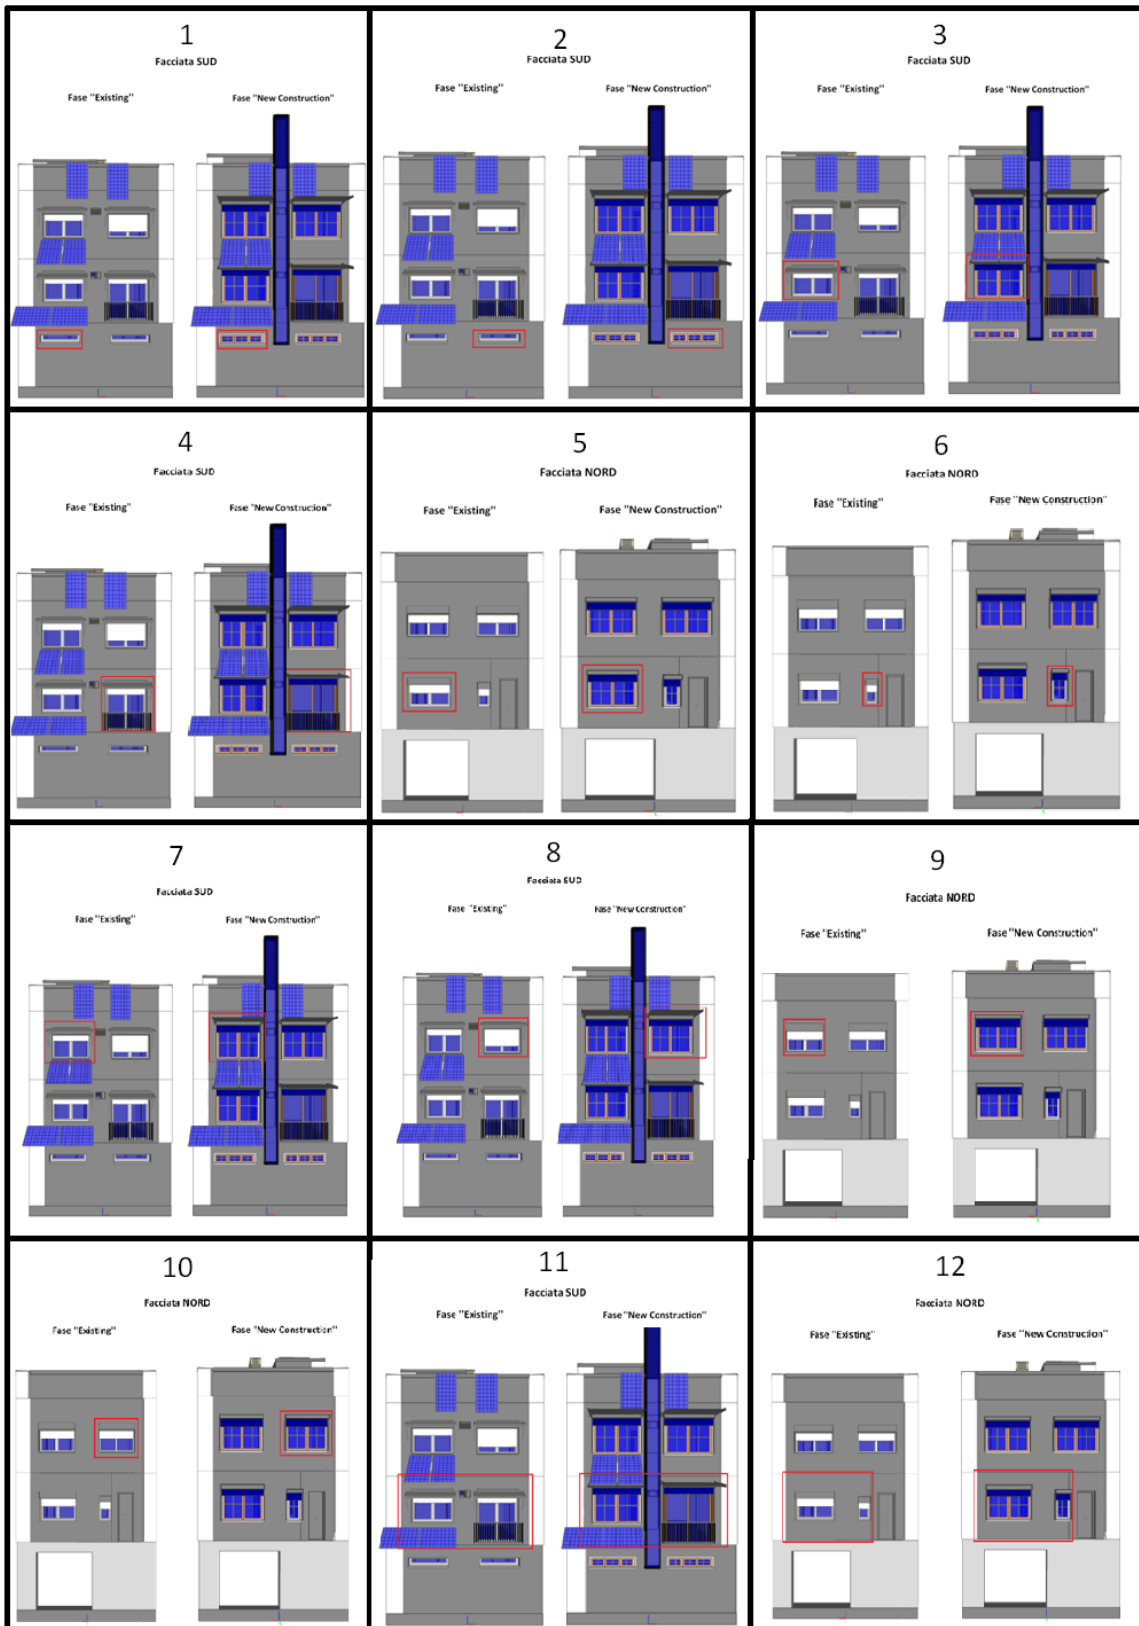 1
Facciata SUD
Fase "Existing"
Fase "New Construction"
2
Facciata SUD
Fase "Existing"
Fase "New Construction"
3
Facciata SUD
Fase "Existing"
Fase "New Construction"
4
Facciata SUD
Fase "Existing"
Fase "New Construction"
5
Facciata NORD
Fase "Existing"
Fase "New Construction"
6
Facciata NORD
Fase "Existing"
Fase "New Construction"
7
Facciata SUD
Fase "Existing"
Fase "New Construction"
8
Facciata SUD
Fase "Existing"
Fase "New Construction"
9
Facciata NORD
Fase "Existing"
Fase "New Construction"
10
Facciata NORD
Fase "Existing"
Fase "New Construction"
11
Facciata SUD
Fase "Existing"
Fase "New Construction"
12
Facciata NORD
Fase "Existing"
Fase "New Construction"